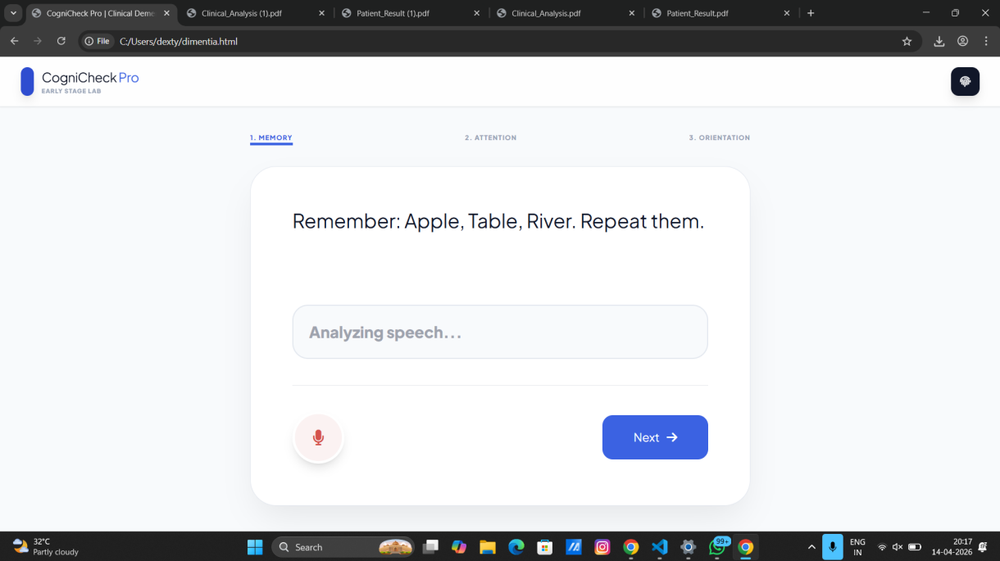 CogniCheck Pro | Clinical Deme
Clinical_Analysis (1).pdf
Patient_Result (1).pdf
Clinical_Analysis.pdf
Patient_Result.pdf
File
C:/Users/dexty/dimentia.html
CogniCheck Pro
EARLY STAGE LAB
1. MEMORY
2. ATTENTION
3. ORIENTATION
Remember: Apple, Table, River. Repeat them.
Analyzing speech...
Next
32°C
Partly cloudy
Search
99+
ENG
IN
20:17
14-04-2026